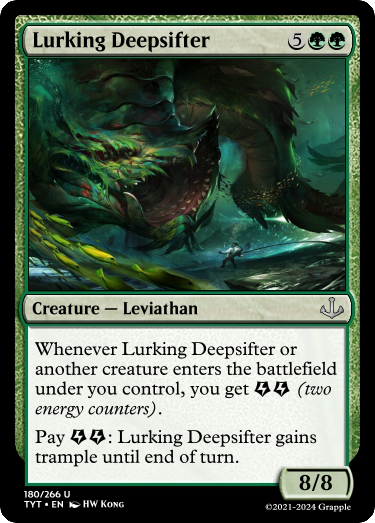 Lurking Deepsifter 5
Creature — Leviathan
Whenever Lurking Deepsifter or
another creature enters the battlefield
under you control, you get (two
energy counters).
Pay : Lurking Deepsifter gains
trample until end of turn.
8/8
180/266 U
TYT • EN HW Kong
©2021-2024 Grapple